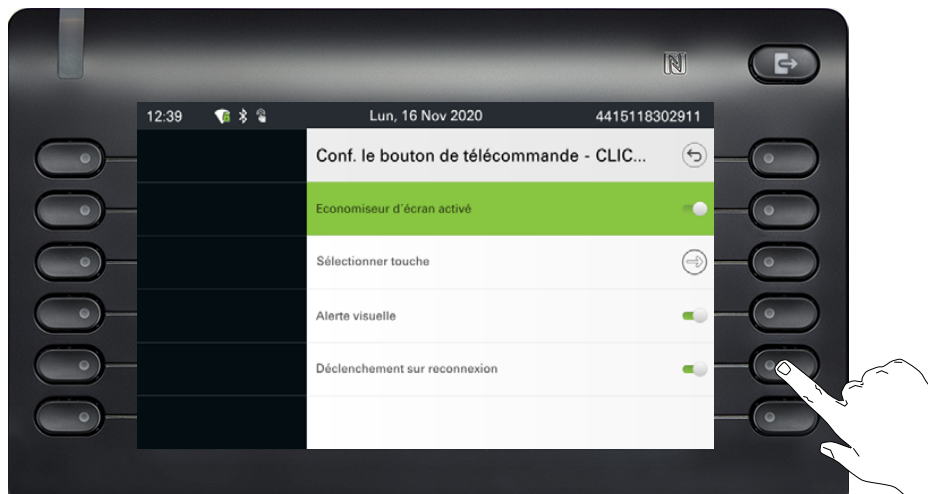 12:39
Lun, 16 Nov 2020
4415118302911
Conf. le bouton de télécommande - CLIC...
Economiseur d´écran activé
Sélectionner touche
Alerte visuelle
Déclenchement sur reconnexion